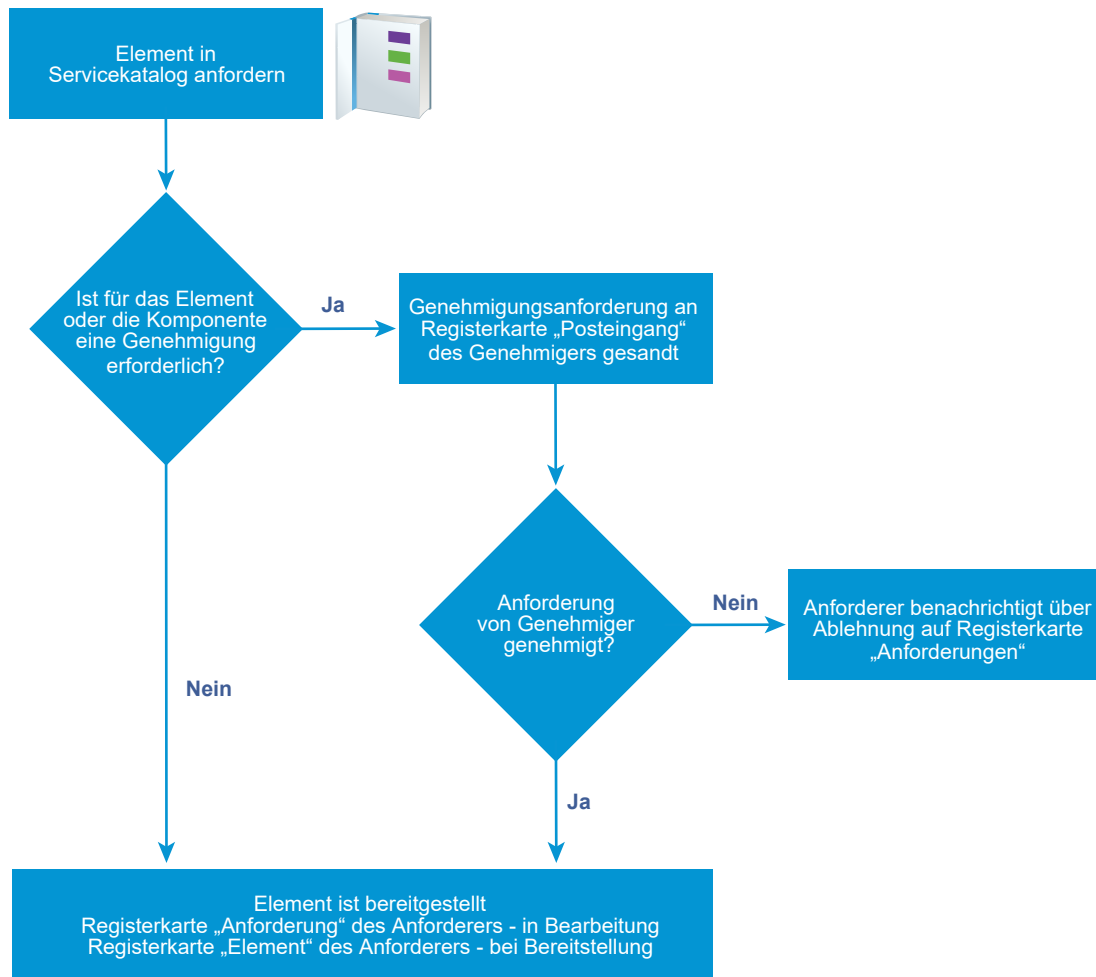 Element in
Servicekatalog anfordern
Ist für das Element
oder die Komponente
eine Genehmigung
erforderlich?
Ja
Genehmigungsanforderung an
Registerkarte „Posteingang“
des Genehmigers gesandt
Anforderung
von Genehmiger
genehmigt?
Nein
Anforderer benachrichtigt über
Ablehnung auf Registerkarte
„Anforderungen“
Nein
Ja
Element ist bereitgestellt
Registerkarte „Anforderung“ des Anforderers - in Bearbeitung
Registerkarte „Element“ des Anforderers - bei Bereitstellung